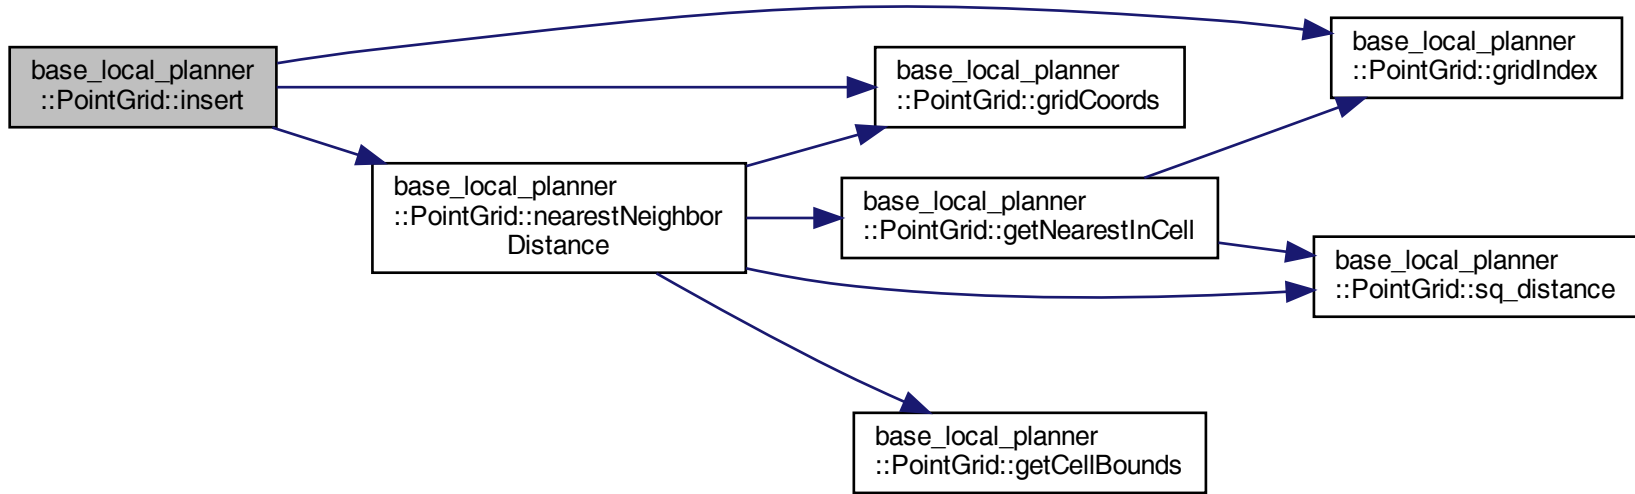 base_local_planner
::PointGrid::insert
base_local_planner
::PointGrid::gridIndex
base_local_planner
::PointGrid::gridCoords
base_local_planner
::PointGrid::nearestNeighbor
Distance
base_local_planner
::PointGrid::getNearestInCell
base_local_planner
::PointGrid::sq_distance
base_local_planner
::PointGrid::getCellBounds